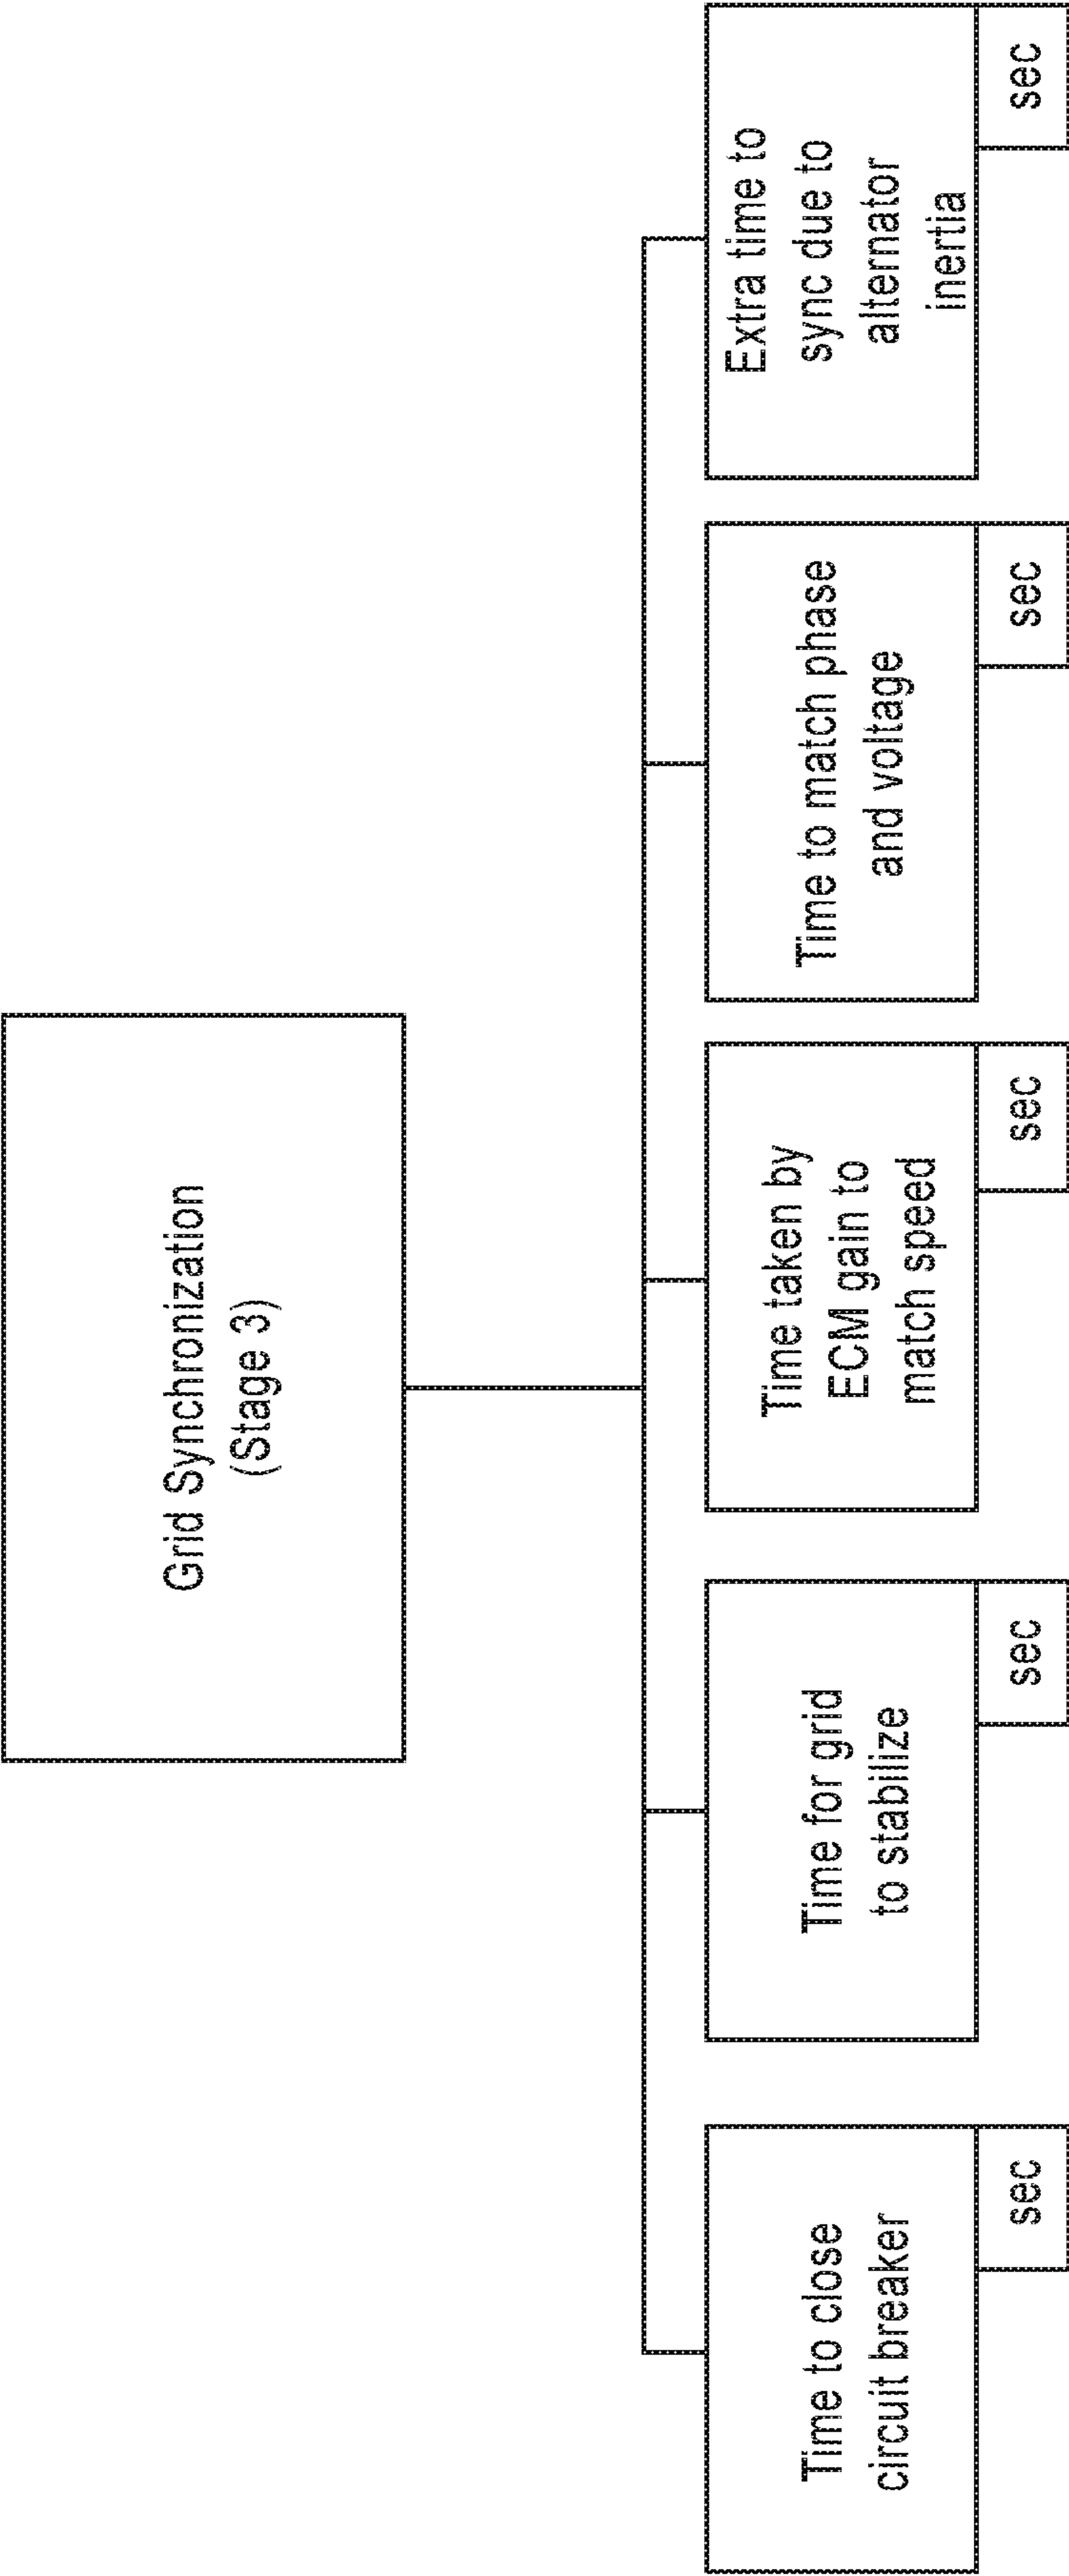 Grid Synchronization
(Stage 3)
Time to close
circuit breaker
sec
Time for grid
to stabilize
sec
Time taken by
ECM gain to
match speed
sec
Time to match phase
and voltage
sec
Extra time to
sync due to
alternator
inertia
sec